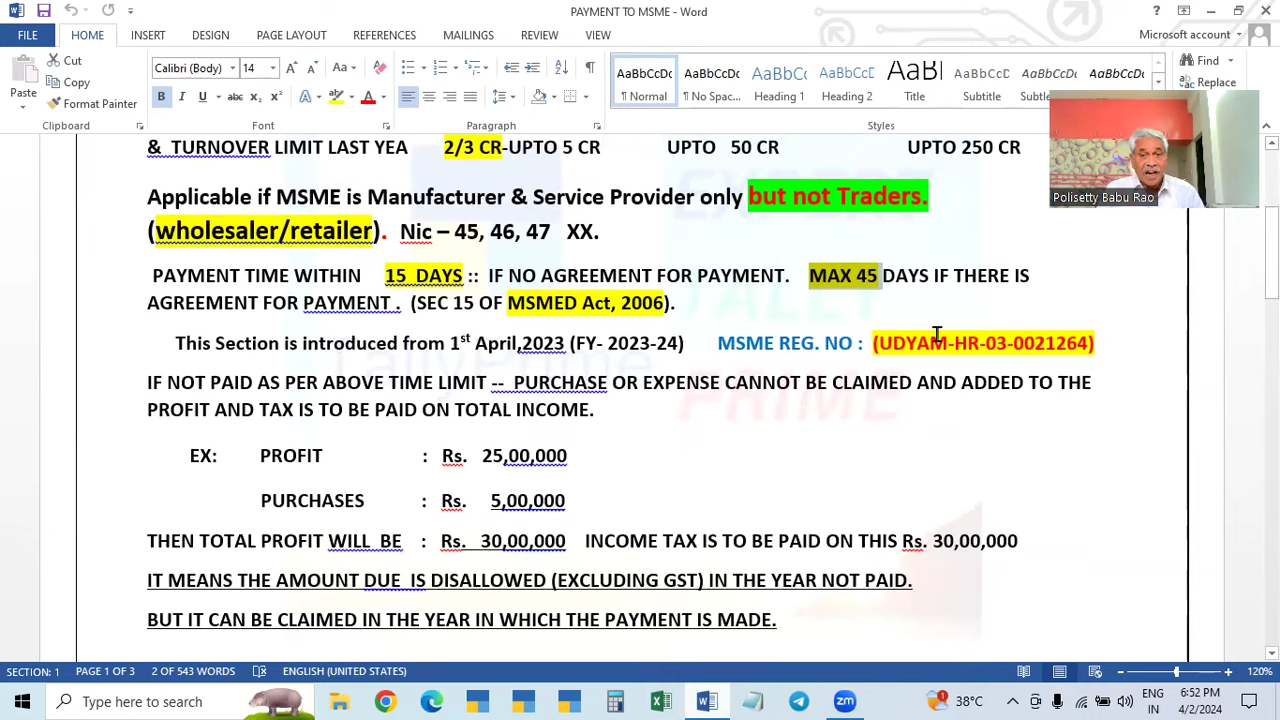 PAYMENT TO MSME - Word
FILE HOME INSERT DESIGN PAGE LAYOUT REFERENCES MAILINGS REVIEW VIEW Microsoft account
Cut Calibri (Body) 14 Find
Copy Replace
Paste Format Painter
AaBbCcDc AaBbCcDc AaBbCc AaBbCcC AaBl AaBbCcD AaBbCcDc AaBbCcDc
¶ Normal ¶ No Spac... Heading 1 Heading 2 Title Subtitle
Clipboard Font Paragraph Styles
& TURNOVER LIMIT LAST YEA 2/3 CR-UPTO 5 CR UPTO 50 CR UPTO 250 CR
Polisetty Babu Rao
Applicable if MSME is Manufacturer & Service Provider only but not Traders.
(wholesaler/retailer). Nic – 45, 46, 47 XX.
PAYMENT TIME WITHIN 15 DAYS :: IF NO AGREEMENT FOR PAYMENT. MAX 45 DAYS IF THERE IS
AGREEMENT FOR PAYMENT . (SEC 15 OF MSMED Act, 2006).
This Section is introduced from 1st April,2023 (FY- 2023-24) MSME REG. NO : (UDYAM-HR-03-0021264)
IF NOT PAID AS PER ABOVE TIME LIMIT -- PURCHASE OR EXPENSE CANNOT BE CLAIMED AND ADDED TO THE
PROFIT AND TAX IS TO BE PAID ON TOTAL INCOME.
EX: PROFIT : Rs. 25,00,000
PURCHASES : Rs. 5,00,000
THEN TOTAL PROFIT WILL BE : Rs. 30,00,000 INCOME TAX IS TO BE PAID ON THIS Rs. 30,00,000
IT MEANS THE AMOUNT DUE IS DISALLOWED (EXCLUDING GST) IN THE YEAR NOT PAID.
BUT IT CAN BE CLAIMED IN THE YEAR IN WHICH THE PAYMENT IS MADE.
SECTION: 1 PAGE 1 OF 3 2 OF 543 WORDS ENGLISH (UNITED STATES) 120%
Type here to search 38°C ENG IN 6:52 PM 4/2/2024